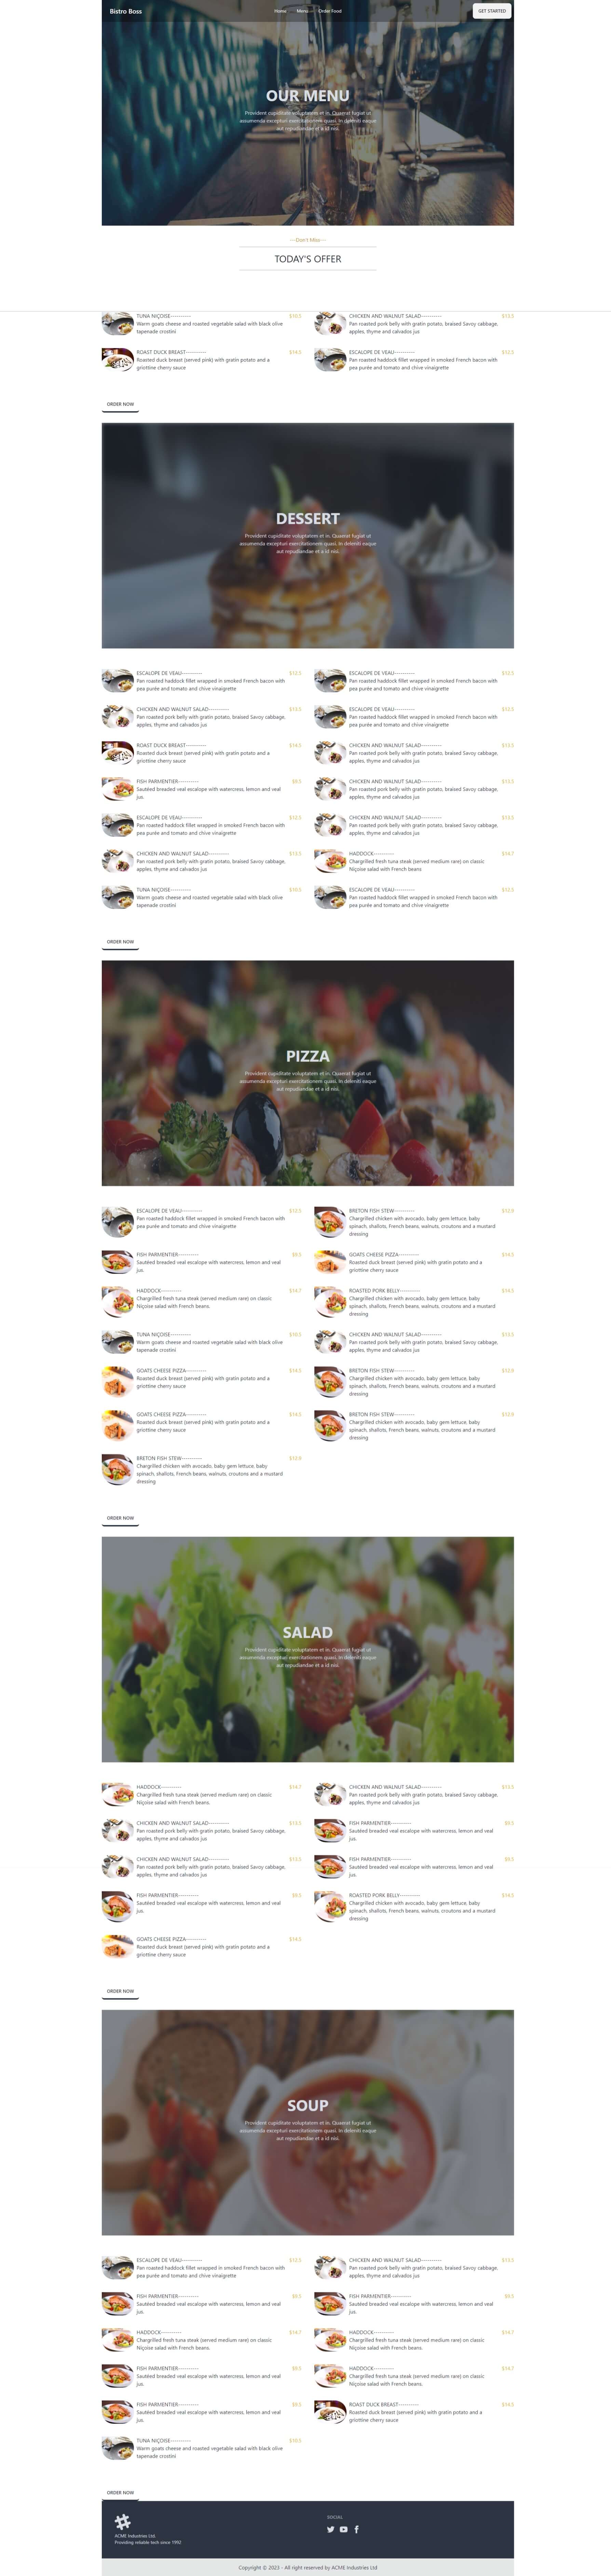 Bistro Boss
Home
Menu
Order Food
GET STARTED
OUR MENU
Provident cupiditate voluptatem et in. Quaerat fugiat ut
assumenda excepturi exercitationem quasi. In deleniti eaque
aut repudiandae et a id nisi.
---Don't Miss---
TODAY'S OFFER
TUNA NIÇOISE----------
$10.5
Warm goats cheese and roasted vegetable salad with black olive
tapenade crostini
CHICKEN AND WALNUT SALAD----------
$13.5
Pan roasted pork belly with gratin potato, braised Savoy cabbage,
apples, thyme and calvados jus
ROAST DUCK BREAST----------
$14.5
Roasted duck breast (served pink) with gratin potato and a
griottine cherry sauce
ESCALOPE DE VEAU----------
$12.5
Pan roasted haddock fillet wrapped in smoked French bacon with
pea purée and tomato and chive vinaigrette
ORDER NOW
DESSERT
Provident cupiditate voluptatem et in. Quaerat fugiat ut
assumenda excepturi exercitationem quasi. In deleniti eaque
aut repudiandae et a id nisi.
ESCALOPE DE VEAU----------
$12.5
Pan roasted haddock fillet wrapped in smoked French bacon with
pea purée and tomato and chive vinaigrette
ESCALOPE DE VEAU----------
$12.5
Pan roasted haddock fillet wrapped in smoked French bacon with
pea purée and tomato and chive vinaigrette
CHICKEN AND WALNUT SALAD----------
$13.5
Pan roasted pork belly with gratin potato, braised Savoy cabbage,
apples, thyme and calvados jus
ESCALOPE DE VEAU----------
$12.5
Pan roasted haddock fillet wrapped in smoked French bacon with
pea purée and tomato and chive vinaigrette
ROAST DUCK BREAST----------
$14.5
Roasted duck breast (served pink) with gratin potato and a
griottine cherry sauce
CHICKEN AND WALNUT SALAD----------
$13.5
Pan roasted pork belly with gratin potato, braised Savoy cabbage,
apples, thyme and calvados jus
FISH PARMENTIER----------
$9.5
Sautéed breaded veal escalope with watercress, lemon and veal
jus.
CHICKEN AND WALNUT SALAD----------
$13.5
Pan roasted pork belly with gratin potato, braised Savoy cabbage,
apples, thyme and calvados jus
ESCALOPE DE VEAU----------
$12.5
Pan roasted haddock fillet wrapped in smoked French bacon with
pea purée and tomato and chive vinaigrette
CHICKEN AND WALNUT SALAD----------
$13.5
Pan roasted pork belly with gratin potato, braised Savoy cabbage,
apples, thyme and calvados jus
CHICKEN AND WALNUT SALAD----------
$13.5
Pan roasted pork belly with gratin potato, braised Savoy cabbage,
apples, thyme and calvados jus
HADDOCK----------
$14.7
Chargrilled fresh tuna steak (served medium rare) on classic
Niçoise salad with French beans.
TUNA NIÇOISE----------
$10.5
Warm goats cheese and roasted vegetable salad with black olive
tapenade crostini
ESCALOPE DE VEAU----------
$12.5
Pan roasted haddock fillet wrapped in smoked French bacon with
pea purée and tomato and chive vinaigrette
ORDER NOW
PIZZA
Provident cupiditate voluptatem et in. Quaerat fugiat ut
assumenda excepturi exercitationem quasi. In deleniti eaque
aut repudiandae et a id nisi.
ESCALOPE DE VEAU----------
$12.5
Pan roasted haddock fillet wrapped in smoked French bacon with
pea purée and tomato and chive vinaigrette
BRETON FISH STEW----------
$13.9
Chargrilled chicken with avocado, baby gem lettuce, baby
spinach, shallots, French beans, walnuts, croutons and a mustard
dressing
FISH PARMENTIER----------
$9.5
Sautéed breaded veal escalope with watercress, lemon and veal
jus.
GOATS CHEESE PIZZA----------
$14.5
Roasted duck breast (served pink) with gratin potato and a
griottine cherry sauce
HADDOCK----------
$14.7
Chargrilled fresh tuna steak (served medium rare) on classic
Niçoise salad with French beans.
ROASTED PORK BELLY----------
$14.5
Chargrilled chicken with avocado, baby gem lettuce, baby
spinach, shallots, French beans, walnuts, croutons and a mustard
dressing
TUNA NIÇOISE----------
$10.5
Warm goats cheese and roasted vegetable salad with black olive
tapenade crostini
CHICKEN AND WALNUT SALAD----------
$13.5
Pan roasted pork belly with gratin potato, braised Savoy cabbage,
apples, thyme and calvados jus
GOATS CHEESE PIZZA----------
$14.5
Roasted duck breast (served pink) with gratin potato and a
griottine cherry sauce
BRETON FISH STEW----------
$13.9
Chargrilled chicken with avocado, baby gem lettuce, baby
spinach, shallots, French beans, walnuts, croutons and a mustard
dressing
GOATS CHEESE PIZZA----------
$14.5
Roasted duck breast (served pink) with gratin potato and a
griottine cherry sauce
BRETON FISH STEW----------
$13.9
Chargrilled chicken with avocado, baby gem lettuce, baby
spinach, shallots, French beans, walnuts, croutons and a mustard
dressing
BRETON FISH STEW----------
$13.9
Chargrilled chicken with avocado, baby gem lettuce, baby
spinach, shallots, French beans, walnuts, croutons and a mustard
dressing
ORDER NOW
SALAD
Provident cupiditate voluptatem et in. Quaerat fugiat ut
assumenda excepturi exercitationem quasi. In deleniti eaque
aut repudiandae et a id nisi.
HADDOCK----------
$14.7
Chargrilled fresh tuna steak (served medium rare) on classic
Niçoise salad with French beans.
CHICKEN AND WALNUT SALAD----------
$13.5
Pan roasted pork belly with gratin potato, braised Savoy cabbage,
apples, thyme and calvados jus
CHICKEN AND WALNUT SALAD----------
$13.5
Pan roasted pork belly with gratin potato, braised Savoy cabbage,
apples, thyme and calvados jus
FISH PARMENTIER----------
$9.5
Sautéed breaded veal escalope with watercress, lemon and veal
jus.
CHICKEN AND WALNUT SALAD----------
$13.5
Pan roasted pork belly with gratin potato, braised Savoy cabbage,
apples, thyme and calvados jus
FISH PARMENTIER----------
$9.5
Sautéed breaded veal escalope with watercress, lemon and veal
jus.
FISH PARMENTIER----------
$9.5
Sautéed breaded veal escalope with watercress, lemon and veal
jus.
ROASTED PORK BELLY----------
$14.5
Chargrilled chicken with avocado, baby gem lettuce, baby
spinach, shallots, French beans, walnuts, croutons and a mustard
dressing
GOATS CHEESE PIZZA----------
$14.5
Roasted duck breast (served pink) with gratin potato and a
griottine cherry sauce
ORDER NOW
SOUP
Provident cupiditate voluptatem et in. Quaerat fugiat ut
assumenda excepturi exercitationem quasi. In deleniti eaque
aut repudiandae et a id nisi.
ESCALOPE DE VEAU----------
$12.5
Pan roasted haddock fillet wrapped in smoked French bacon with
pea purée and tomato and chive vinaigrette
CHICKEN AND WALNUT SALAD----------
$13.5
Pan roasted pork belly with gratin potato, braised Savoy cabbage,
apples, thyme and calvados jus
FISH PARMENTIER----------
$9.5
Sautéed breaded veal escalope with watercress, lemon and veal
jus.
FISH PARMENTIER----------
$9.5
Sautéed breaded veal escalope with watercress, lemon and veal
jus.
HADDOCK----------
$14.7
Chargrilled fresh tuna steak (served medium rare) on classic
Niçoise salad with French beans.
HADDOCK----------
$14.7
Chargrilled fresh tuna steak (served medium rare) on classic
Niçoise salad with French beans.
FISH PARMENTIER----------
$9.5
Sautéed breaded veal escalope with watercress, lemon and veal
jus.
HADDOCK----------
$14.7
Chargrilled fresh tuna steak (served medium rare) on classic
Niçoise salad with French beans.
FISH PARMENTIER----------
$9.5
Sautéed breaded veal escalope with watercress, lemon and veal
jus.
ROAST DUCK BREAST----------
$14.5
Roasted duck breast (served pink) with gratin potato and a
griottine cherry sauce
TUNA NIÇOISE----------
$10.5
Warm goats cheese and roasted vegetable salad with black olive
tapenade crostini
ORDER NOW
ACME Industries Ltd.
Providing reliable tech since 1992
SOCIAL
Copyright © 2023 - All right reserved by ACME Industries Ltd